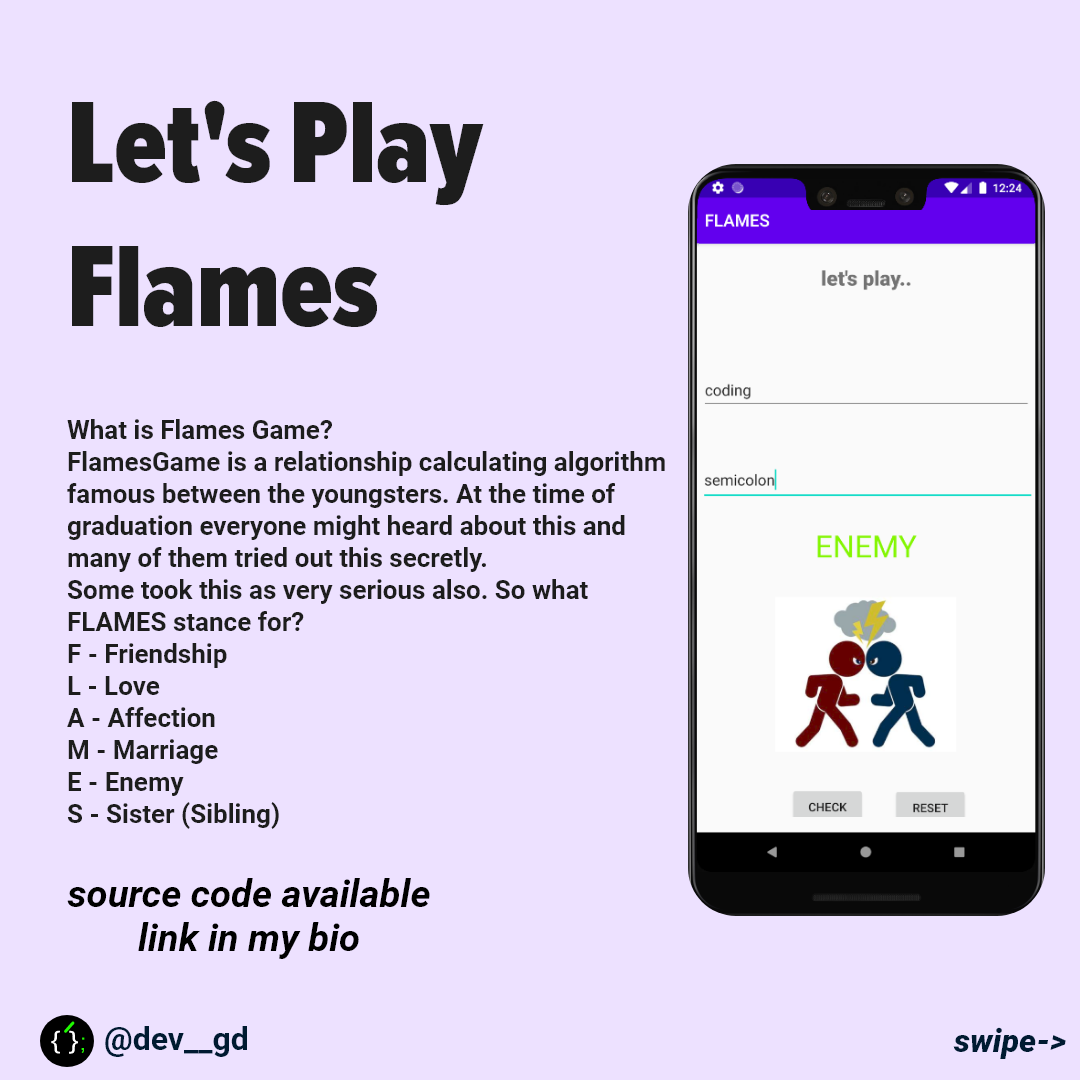 Let's Play
Flames
What is Flames Game?
FlamesGame is a relationship calculating algorithm
famous between the youngsters. At the time of
graduation everyone might heard about this and
many of them tried out this secretly.
Some took this as very serious also. So what
FLAMES stance for?
F - Friendship
L - Love
A - Affection
M - Marriage
E - Enemy
S - Sister (Sibling)
source code available
link in my bio
{ };
@dev__gd
12:24
FLAMES
let's play..
coding
semicolon
ENEMY
CHECK
RESET
swipe->